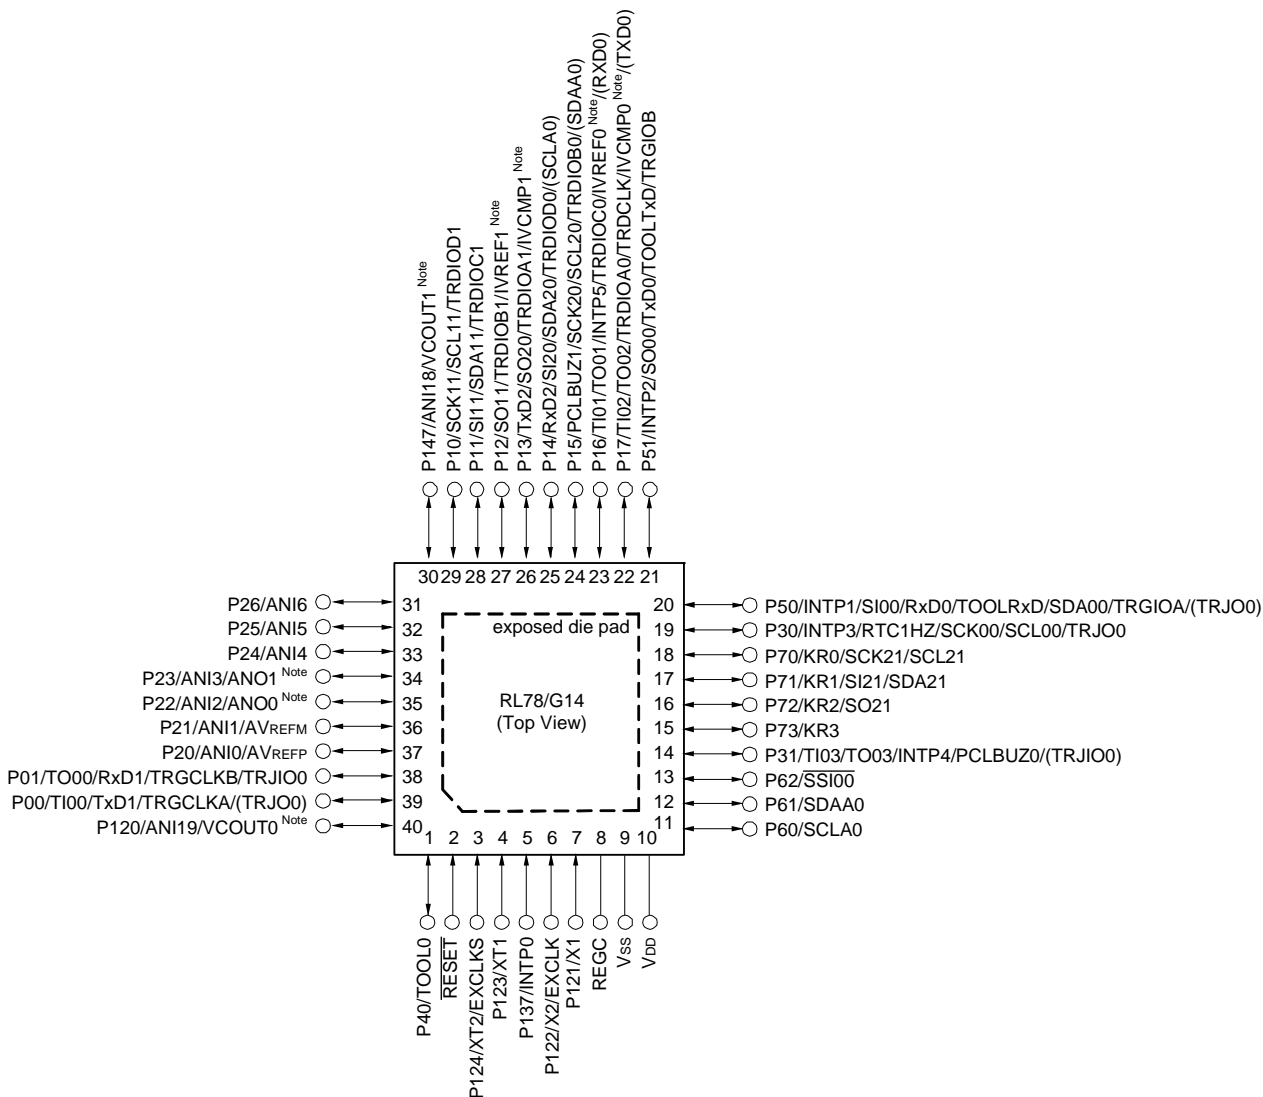 P147/ANI18/VCOUT1 Note
P10/SCK11/SCL11/TRDIOD1
P11/SI11/SDA11/TRDIOC1
P12/SO11/TRDIOB1/IVREF1 Note
P13/TxD2/SO20/TRDIOA1/IVCMP1 Note
P14/RxD2/SI20/SDA20/TRDIOD0/(SCLA0)
P15/PCLBUZ1/SCK20/SCL20/TRDIOB0/(SDAA0)
P16/TI01/TO01/INTP5/TRDIOC0/IVREF0 Note/(RXD0)
P17/TI02/TO02/TRDIOA0/TRDCLK/IVCMP0 Note/(TXD0)
P51/INTP2/SO00/TxD0/TOOLTxD/TRGIOB
30 29 28 27 26 25 24 23 22 21
P26/ANI6 31
P25/ANI5 32
P24/ANI4 33
P23/ANI3/ANO1 Note 34
P22/ANI2/ANO0 Note 35
P21/ANI1/AVREFM 36
P20/ANI0/AVREFP 37
P01/TO00/RxD1/TRGCLKB/TRJIO0 38
P00/TI00/TxD1/TRGCLKA/(TRJO0) 39
P120/ANI19/VCOUT0 Note 40
exposed die pad
RL78/G14
(Top View)
20 P50/INTP1/SI00/RxD0/TOOLRxD/SDA00/TRGIOA/(TRJO0)
19 P30/INTP3/RTC1HZ/SCK00/SCL00/TRJO0
18 P70/KR0/SCK21/SCL21
17 P71/KR1/SI21/SDA21
16 P72/KR2/SO21
15 P73/KR3
14 P31/TI03/TO03/INTP4/PCLBUZ0/(TRJIO0)
13 P62/SSI00
12 P61/SDAA0
11 P60/SCLA0
1 2 3 4 5 6 7 8 9 10
P40/TOOL0
RESET
P124/XT2/EXCLKS
P123/XT1
P137/INTP0
P122/X2/EXCLK
P121/X1
REGC
VSS
VDD